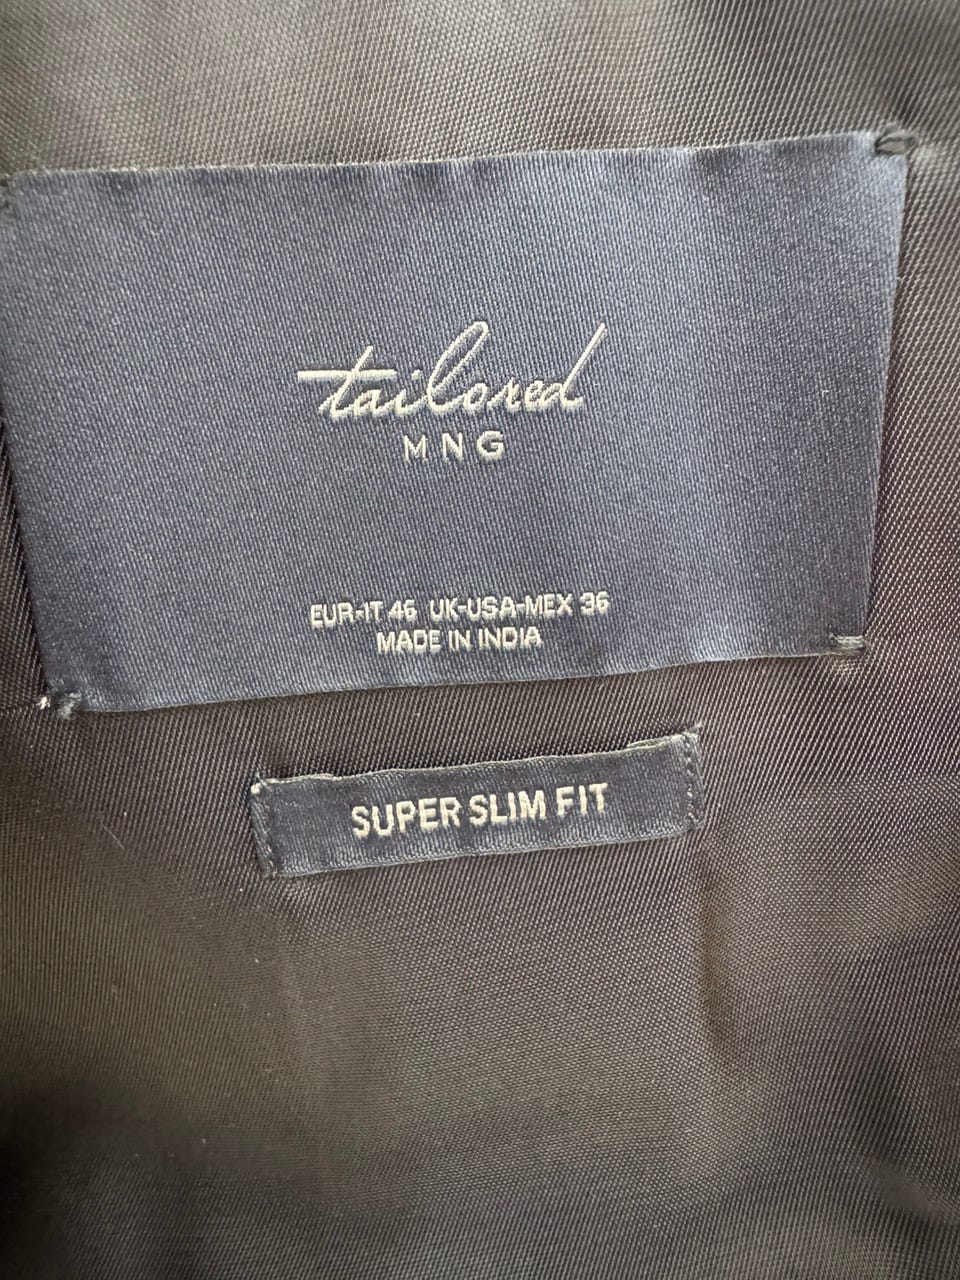 tailored
MNG
EUR-IT 46 UK-USA-MEX 36
MADE IN INDIA
SUPER SLIM FIT